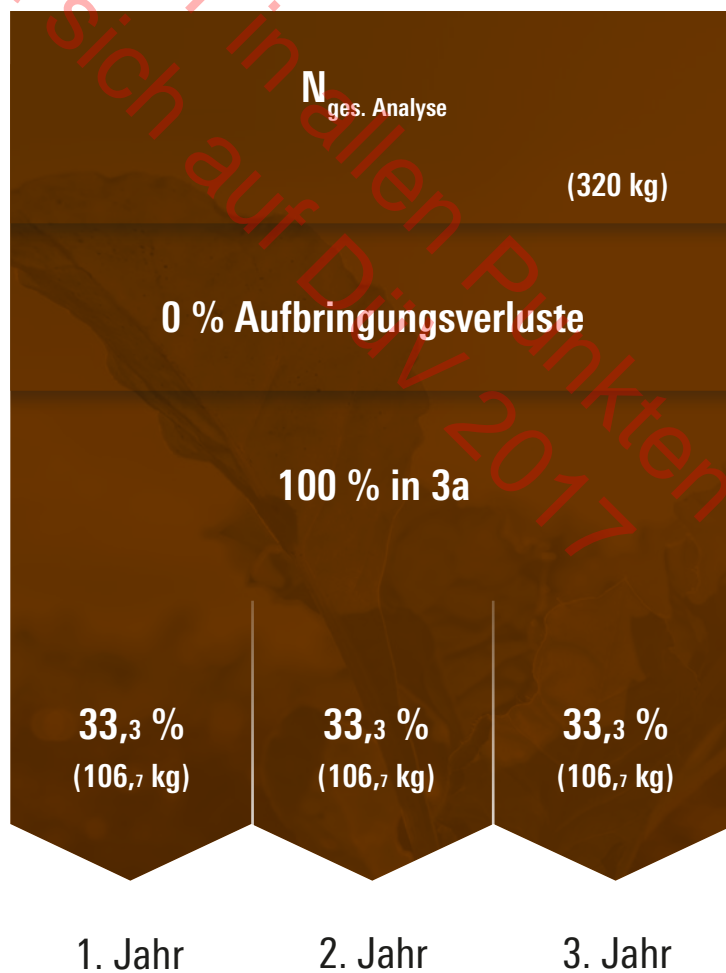 N ges. Analyse
(320 kg)
0 % Aufbringungsverluste
100 % in 3a
33,3 % 33,3 % 33,3 %
(106,7 kg) (106,7 kg) (106,7 kg)
1. Jahr 2. Jahr 3. Jahr
in allen Punkten
sich auf DüV 2017